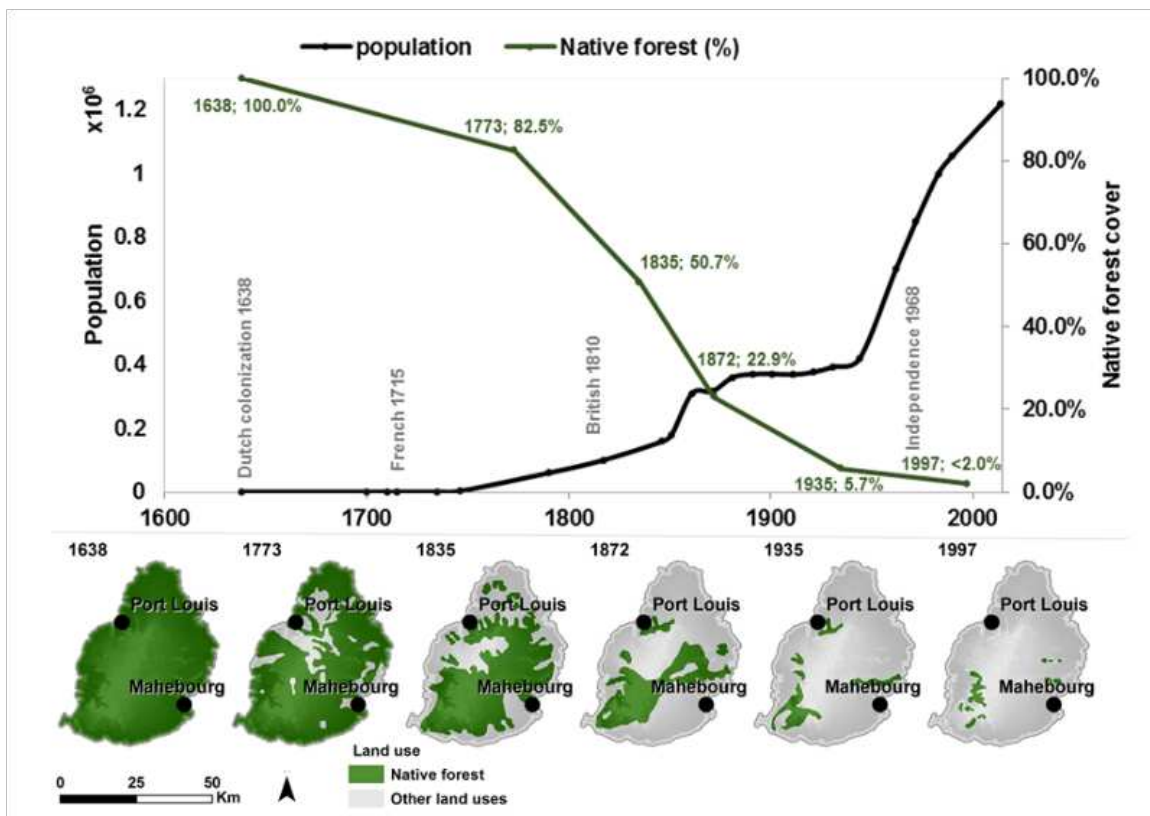 population Native forest (%)
x10⁶
Population
1.2
1
0.8
0.6
0.4
0.2
0
100.0%
80.0%
60.0%
40.0%
20.0%
0.0%
Native forest cover
1638; 100.0%
1773; 82.5%
1835; 50.7%
1872; 22.9%
1935; 5.7%
1997; <2.0%
Dutch colonization 1638
French 1715
British 1810
Independence 1968
1600 1700 1800 1900 2000
1638 1773 1835 1872 1935 1997
Port Louis Port Louis Port Louis Port Louis Port Louis Port Louis
Mahebourg Mahebourg Mahebourg Mahebourg Mahebourg Mahebourg
Land use
Native forest
Other land uses
0 25 50
Km